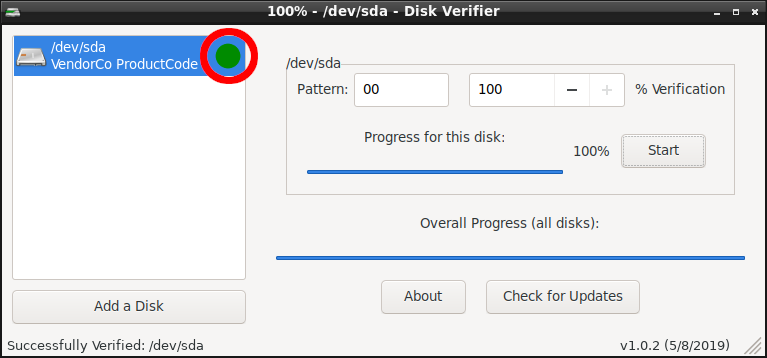 100% - /dev/sda - Disk Verifier
/dev/sda
VendorCo ProductCode
/dev/sda
Pattern: 00 100 % Verification
Progress for this disk:
100% Start
Overall Progress (all disks):
Add a Disk
About Check for Updates
Successfully Verified: /dev/sda v1.0.2 (5/8/2019)